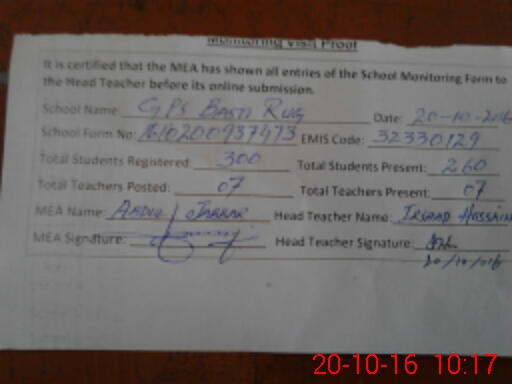 Monitoring Visit Proof
It is certified that the MEA has shown all entries of the School Monitoring Form to
the Head Teacher before its online submission.
School Name: GPS Basti Rug Date: 20-10-2016
School Form No: EMIS Code: 32330129
Total Students Registered: 300 Total Students Present: 260
Total Teachers Posted: 07 Total Teachers Present: 07
MEA Name: Abdul Jabbar Head Teacher Name: Irshad Hussain
MEA Signature: Head Teacher Signature:
20/10/016
20-10-16 10:17